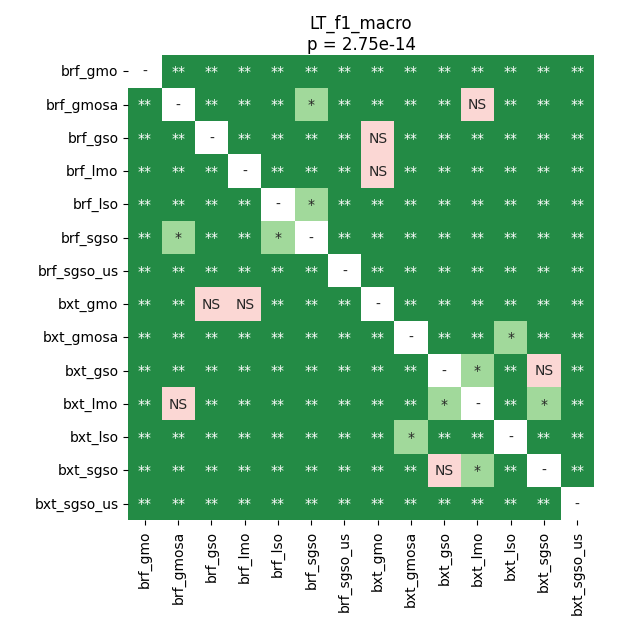 LT_f1_macro
p = 2.75e-14
brf_gmo - ** ** ** ** ** ** ** ** ** ** ** ** **
brf_gmosa ** - ** ** ** * ** ** ** ** NS ** ** **
brf_gso ** ** - ** ** ** ** NS ** ** ** ** ** **
brf_lmo ** ** ** - ** ** ** NS ** ** ** ** ** **
brf_lso ** ** ** ** - * ** ** ** ** ** ** ** **
brf_sgso ** * ** ** * - ** ** ** ** ** ** ** **
brf_sgso_us ** ** ** ** ** ** - ** ** ** ** ** ** **
bxt_gmo ** ** NS NS ** ** ** - ** ** ** ** ** **
bxt_gmosa ** ** ** ** ** ** ** ** - ** ** * ** **
bxt_gso ** ** ** ** ** ** ** ** ** - * ** NS **
bxt_lmo ** NS ** ** ** ** ** ** ** * - ** * **
bxt_lso ** ** ** ** ** ** ** ** * ** ** - ** **
bxt_sgso ** ** ** ** ** ** ** ** ** NS * ** - **
bxt_sgso_us ** ** ** ** ** ** ** ** ** ** ** ** ** -
brf_gmo brf_gmosa brf_gso brf_lmo brf_lso brf_sgso brf_sgso_us bxt_gmo bxt_gmosa bxt_gso bxt_lmo bxt_lso bxt_sgso bxt_sgso_us